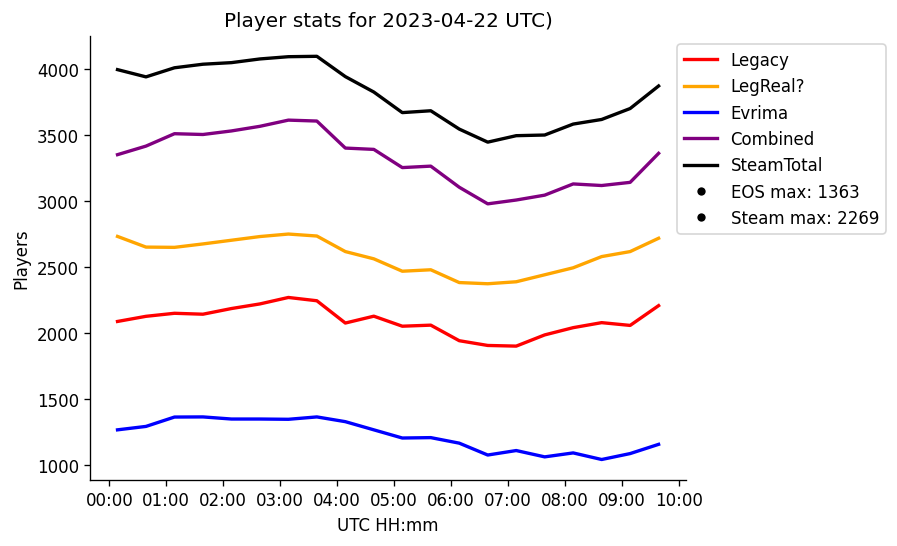 Player stats for 2023-04-22 UTC)
Players
4000
3500
3000
2500
2000
1500
1000
00:00 01:00 02:00 03:00 04:00 05:00 06:00 07:00 08:00 09:00 10:00
UTC HH:mm
Legacy
LegReal?
Evrima
Combined
SteamTotal
EOS max: 1363
Steam max: 2269